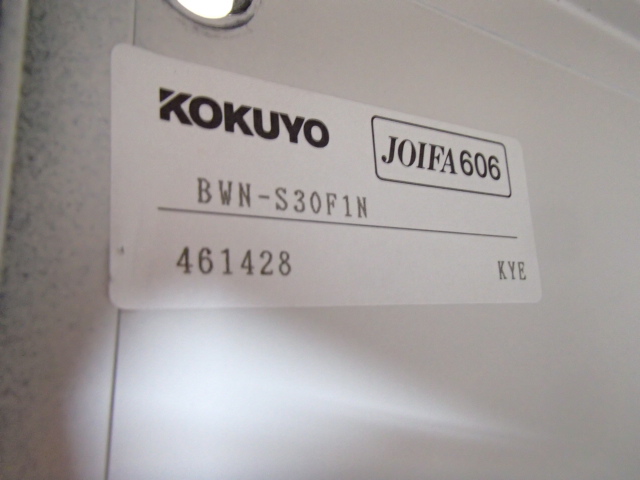 KOKUYO
JOIFA606
BWN-S30F1N
461428
KYE